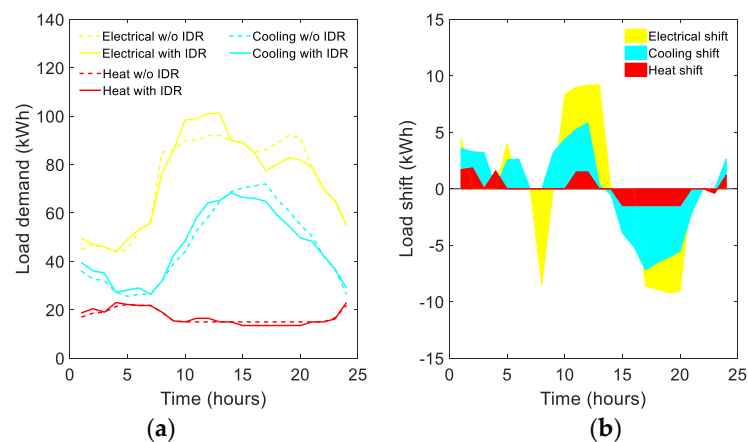 140
120
100
80
60
40
20
0
Load demand (kWh)
Electrical w/o IDR
Electrical with IDR
Heat w/o IDR
Heat with IDR
Cooling w/o IDR
Cooling with IDR
0 5 10 15 20 25
Time (hours)
(a)
15
10
5
0
-5
-10
-15
Load shift (kWh)
Electrical shift
Cooling shift
Heat shift
0 5 10 15 20 25
Time (hours)
(b)